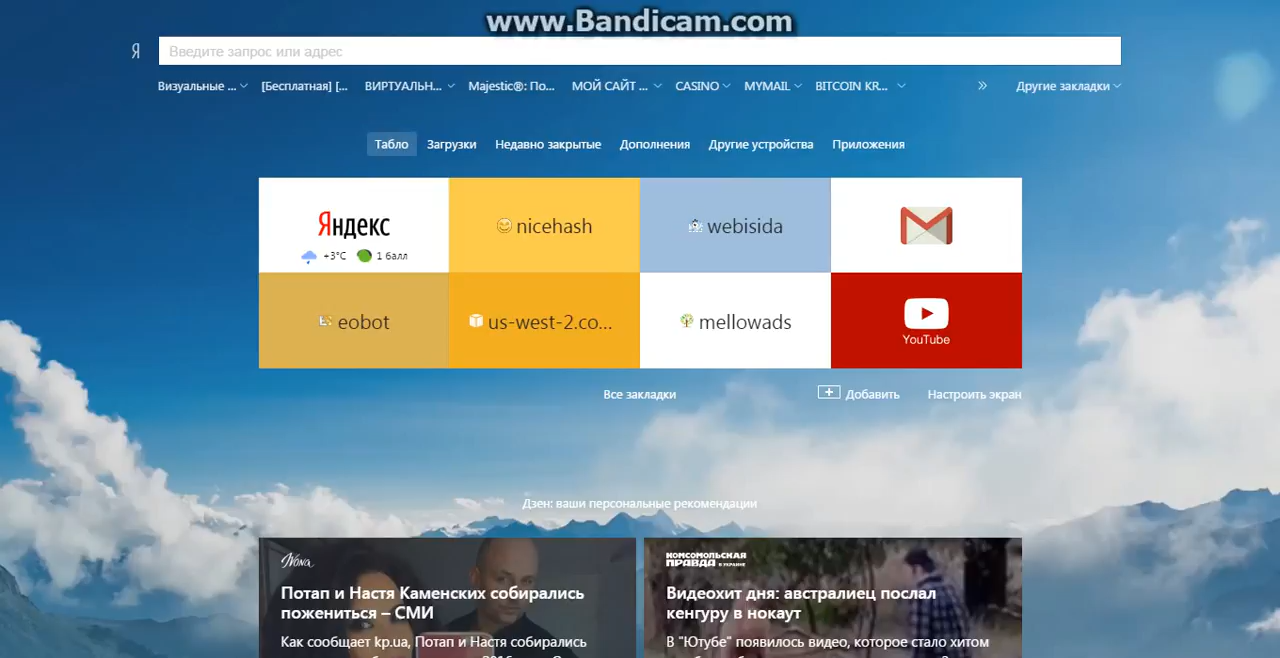 www.Bandicam.com
Я Введите запрос или адрес
Визуальные ... [Бесплатная] [... ВИРТУАЛЬН... Majestic®: По... МОЙ САЙТ ... CASINO MYMAIL BITCOIN KR... » Другие закладки
Табло Загрузки Недавно закрытые Дополнения Другие устройства Приложения
Яндекс
+3°C 1 балл
nicehash
webisida
eobot
us-west-2.co...
mellowads
YouTube
Все закладки Добавить Настроить экран
Дзен: ваши персональные рекомендации
Ivona
Потап и Настя Каменских собирались
пожениться – СМИ
Как сообщает kp.ua, Потап и Настя собирались
КОМСОМОЛЬСКАЯ
ПРАВДА В УКРАИНЕ
Видеохит дня: австралиец послал
кенгуру в нокаут
В "Ютубе" появилось видео, которое стало хитом